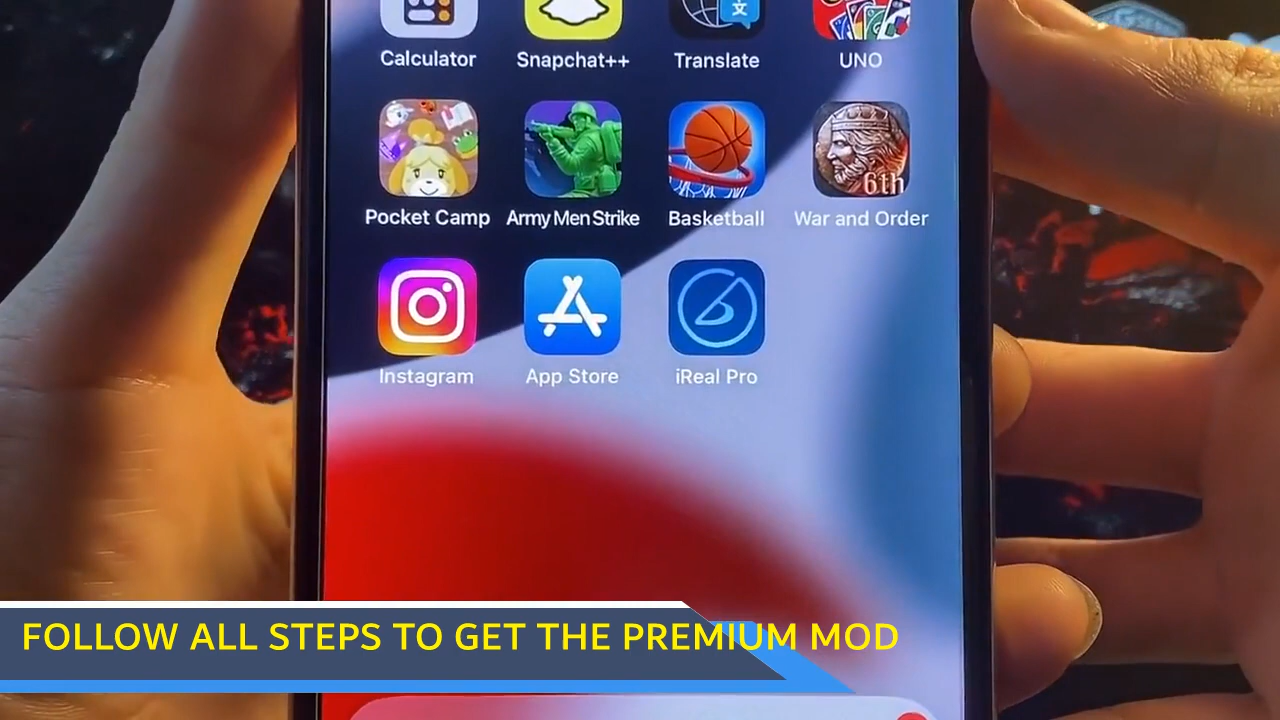 Calculator Snapchat++ Translate UNO
6th
Pocket Camp Army Men Strike Basketball War and Order
Instagram App Store iReal Pro
FOLLOW ALL STEPS TO GET THE PREMIUM MOD